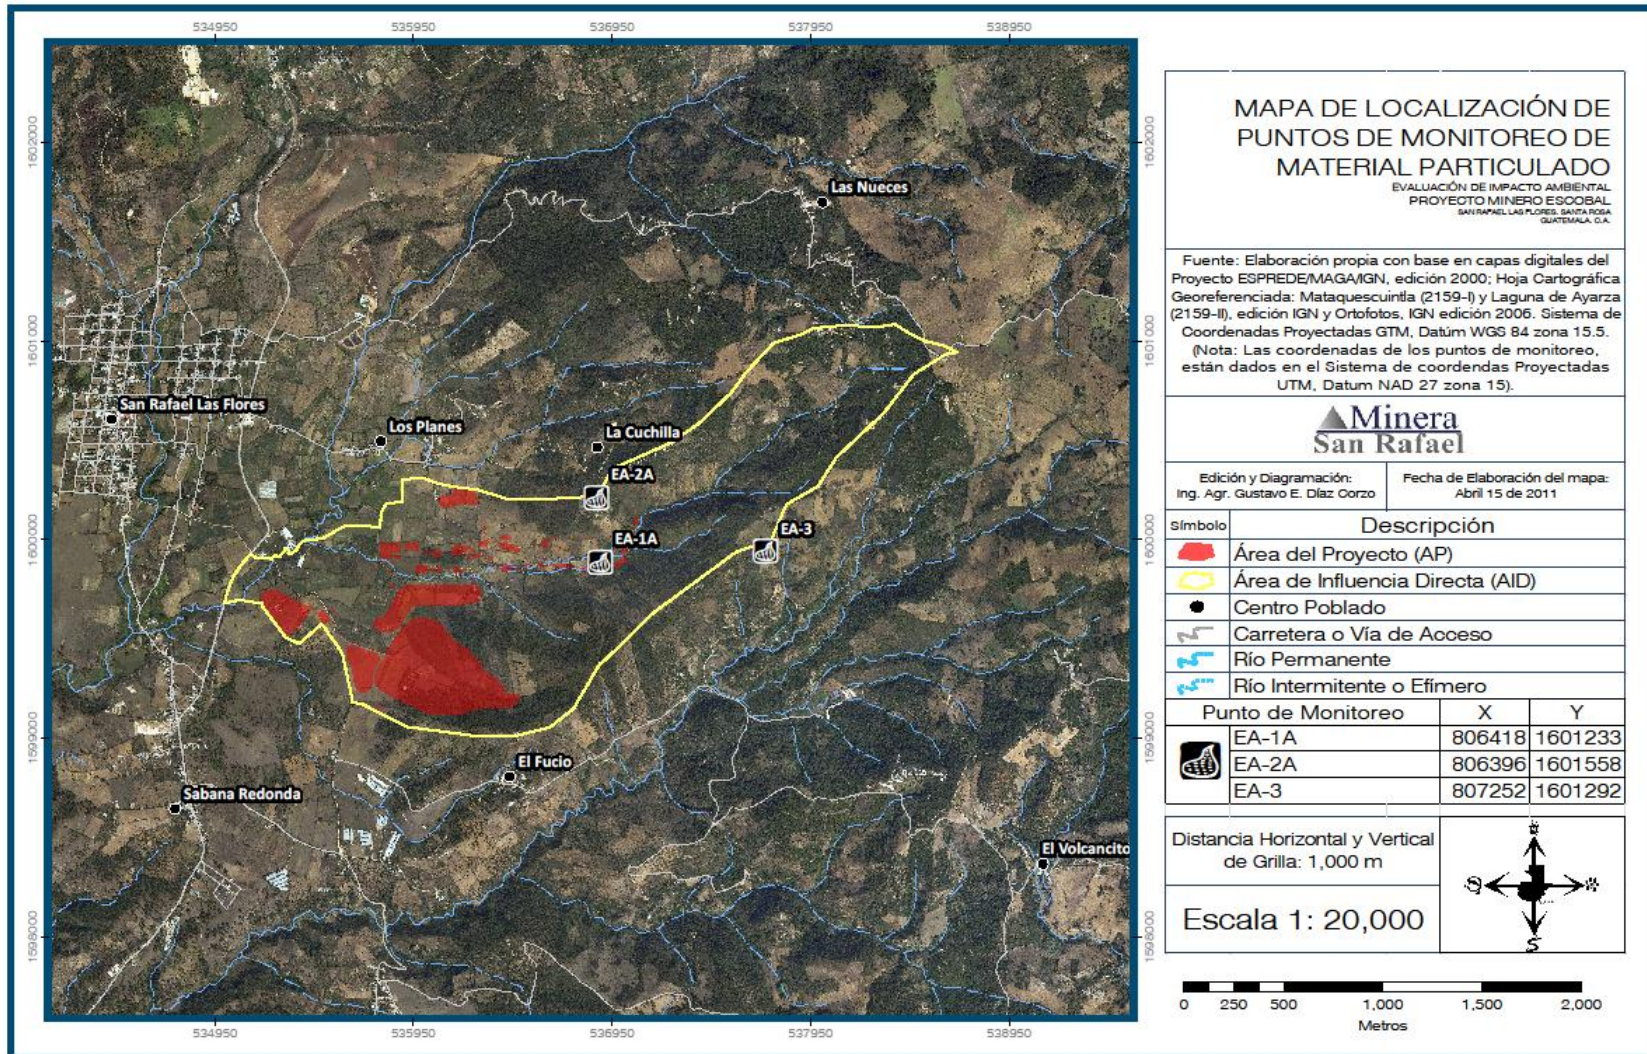 534950
535950
536950
537950
538950
1602000
1601000
1600000
1599000
1598000
Las Nueces
San Rafael Las Flores
Los Planes
La Cuchilla
EA-2A
EA-1A
EA-3
El Fucio
Sabana Redonda
El Volcancito
1602000
1601000
1600000
1599000
1598000
534950
535950
536950
537950
538950
MAPA DE LOCALIZACIÓN DE
PUNTOS DE MONITOREO DE
MATERIAL PARTICULADO
EVALUACIÓN DE IMPACTO AMBIENTAL
PROYECTO MINERO ESCOBAL
SAN RAFAEL LAS FLORES, SANTA ROSA
GUATEMALA, C.A.
Fuente: Elaboración propia con base en capas digitales del
Proyecto ESPREDE/MAGA/IGN, edición 2000; Hoja Cartográfica
Georeferenciada: Mataquescuintla (2159-I) y Laguna de Ayarza
(2159-II), edición IGN y Ortofotos, IGN edición 2006. Sistema de
Coordenadas Proyectadas GTM, Datúm WGS 84 zona 15.5.
(Nota: Las coordenadas de los puntos de monitoreo,
están dados en el Sistema de coordendas Proyectadas
UTM, Datum NAD 27 zona 15).
Minera
San Rafael
Edición y Diagramación:
Ing. Agr. Gustavo E. Díaz Corzo
Fecha de Elaboración del mapa:
Abril 15 de 2011
Símbolo Descripción
Área del Proyecto (AP)
Área de Influencia Directa (AID)
Centro Poblado
Carretera o Vía de Acceso
Río Permanente
Río Intermitente o Efímero
Punto de Monitoreo X Y
EA-1A 806418 1601233
EA-2A 806396 1601558
EA-3 807252 1601292
Distancia Horizontal y Vertical
de Grilla: 1,000 m
Escala 1: 20,000
S
0 250 500 1,000 1,500 2,000
Metros